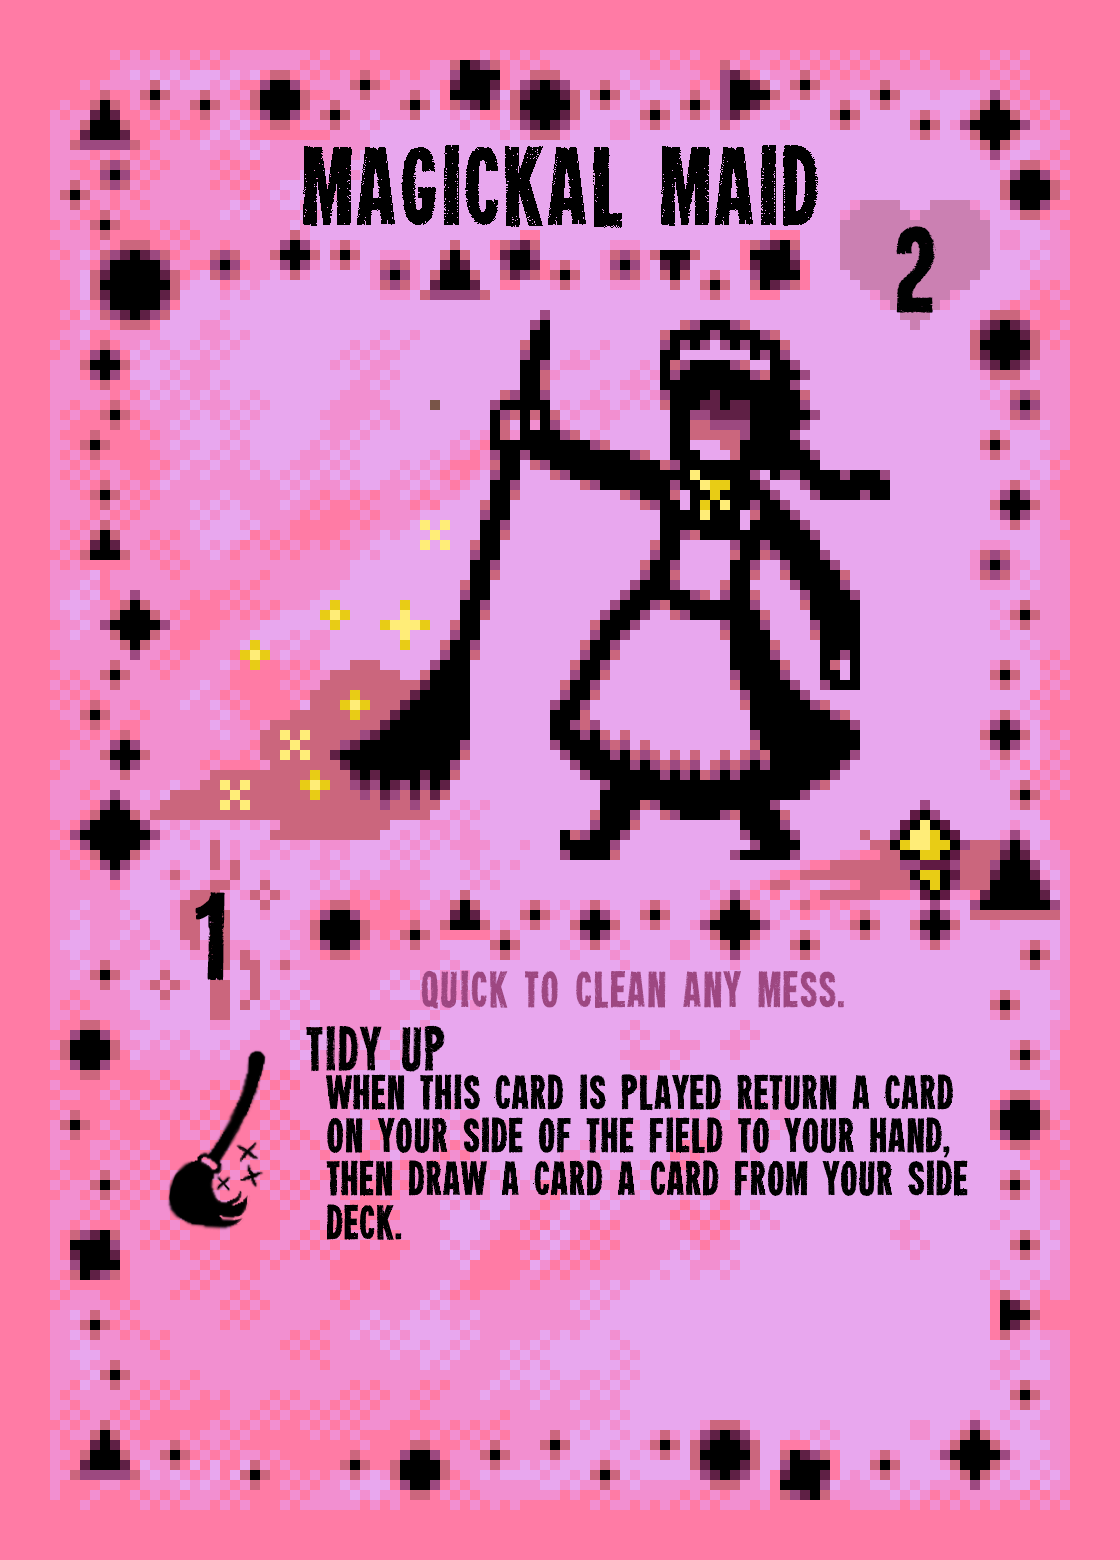 MAGICKAL MAID
2
1
QUICK TO CLEAN ANY MESS.
TIDY UP
WHEN THIS CARD IS PLAYED RETURN A CARD
ON YOUR SIDE OF THE FIELD TO YOUR HAND,
THEN DRAW A CARD A CARD FROM YOUR SIDE
DECK.